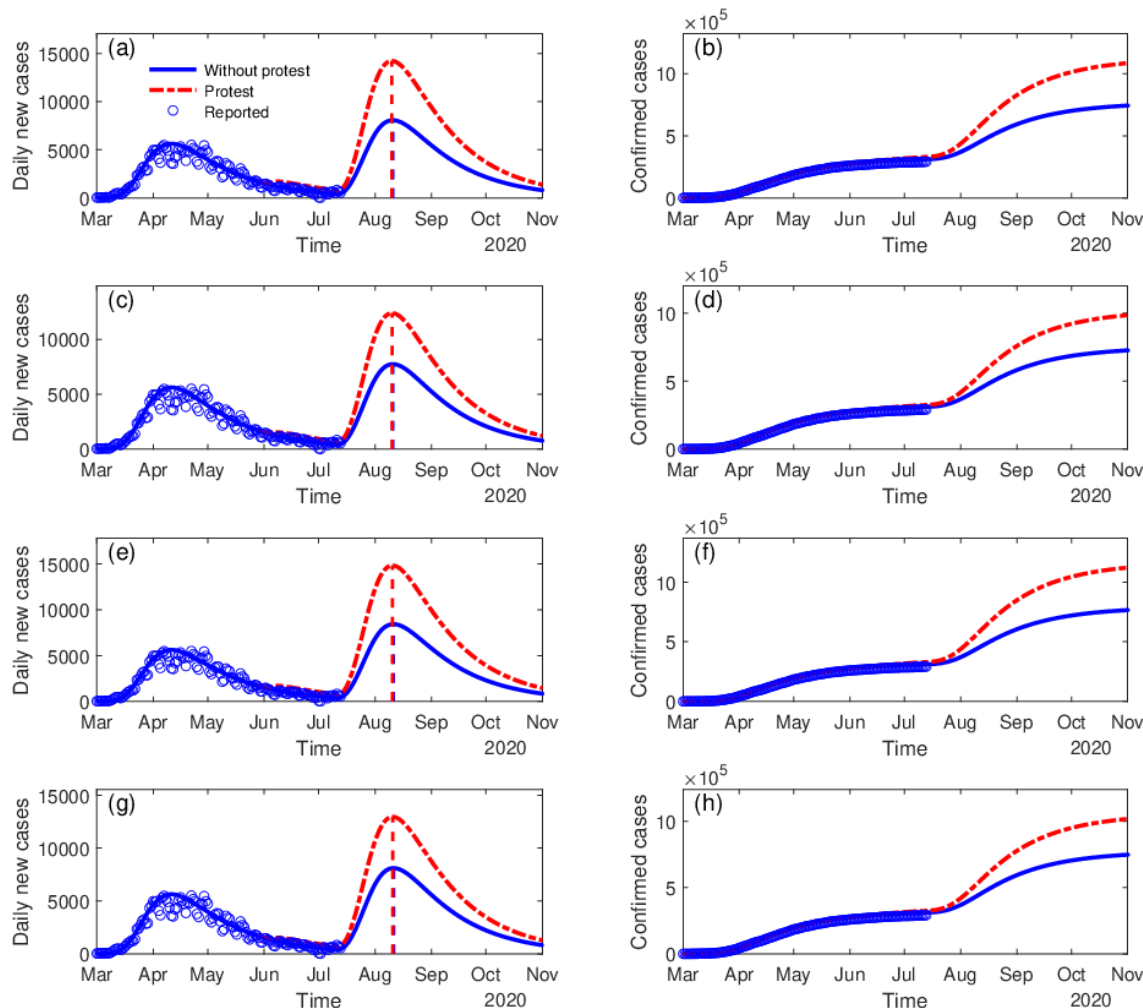 (a)
Daily new cases
15000
10000
5000
0
Without protest
Protest
Reported
Mar Apr May Jun Jul Aug Sep Oct Nov
Time
2020
(b)
×10^5
Confirmed cases
10
5
0
Mar Apr May Jun Jul Aug Sep Oct Nov
Time
2020
(c)
Daily new cases
10000
5000
0
Mar Apr May Jun Jul Aug Sep Oct Nov
Time
2020
(d)
×10^5
Confirmed cases
10
5
0
Mar Apr May Jun Jul Aug Sep Oct Nov
Time
2020
(e)
Daily new cases
15000
10000
5000
0
Mar Apr May Jun Jul Aug Sep Oct Nov
Time
2020
(f)
×10^5
Confirmed cases
10
5
0
Mar Apr May Jun Jul Aug Sep Oct Nov
Time
2020
(g)
Daily new cases
15000
10000
5000
0
Mar Apr May Jun Jul Aug Sep Oct Nov
Time
2020
(h)
×10^5
Confirmed cases
10
5
0
Mar Apr May Jun Jul Aug Sep Oct Nov
Time
2020